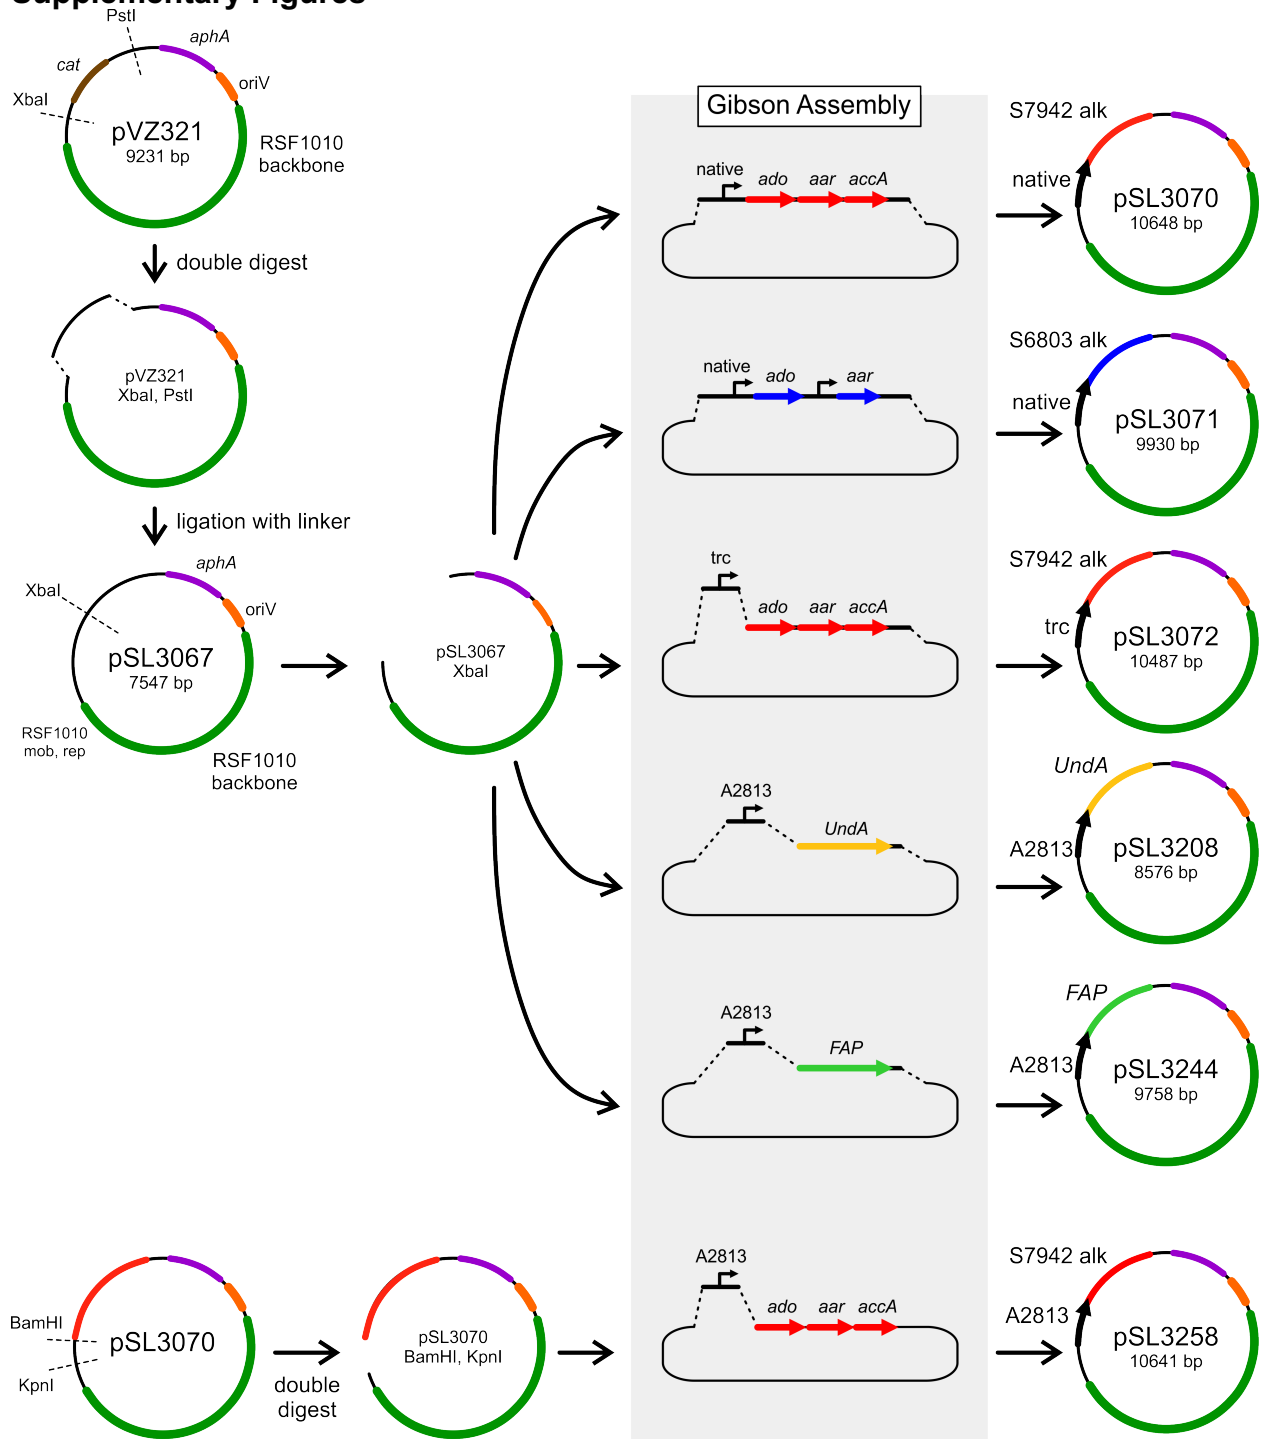 Supplementary Figures
PstI
aphA
cat
oriV
XbaI
pVZ321
9231 bp
RSF1010
backbone
double digest
pVZ321
XbaI, PstI
ligation with linker
aphA
XbaI
oriV
pSL3067
7547 bp
RSF1010
mob, rep
RSF1010
backbone
pSL3067
XbaI
Gibson Assembly
native
ado
aar
accA
S7942 alk
native
pSL3070
10648 bp
native
ado
aar
S6803 alk
native
pSL3071
9930 bp
trc
ado
aar
accA
S7942 alk
trc
pSL3072
10487 bp
A2813
UndA
UndA
A2813
pSL3208
8576 bp
A2813
FAP
FAP
A2813
pSL3244
9758 bp
BamHI
KpnI
pSL3070
double
digest
pSL3070
BamHI, KpnI
A2813
ado
aar
accA
S7942 alk
A2813
pSL3258
10641 bp